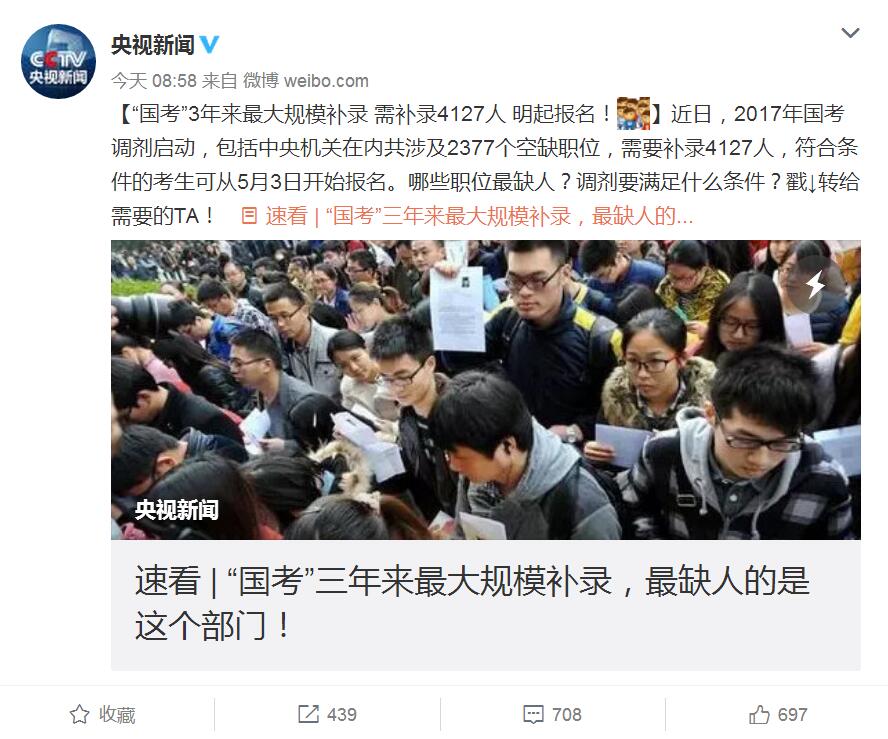 CCTV
央视新闻
央视新闻
今天 08:58 来自 微博 weibo.com
【“国考”3年来最大规模补录 需补录4127人 明起报名！】近日，2017年国考
调剂启动，包括中央机关在内共涉及2377个空缺职位，需要补录4127人，符合条
件的考生可从5月3日开始报名。哪些职位最缺人？调剂要满足什么条件？戳↓转给
需要的TA！ 速看 | “国考”三年来最大规模补录，最缺人的...
央视新闻
速看 | “国考”三年来最大规模补录，最缺人的是
这个部门！
收藏 439 708 697